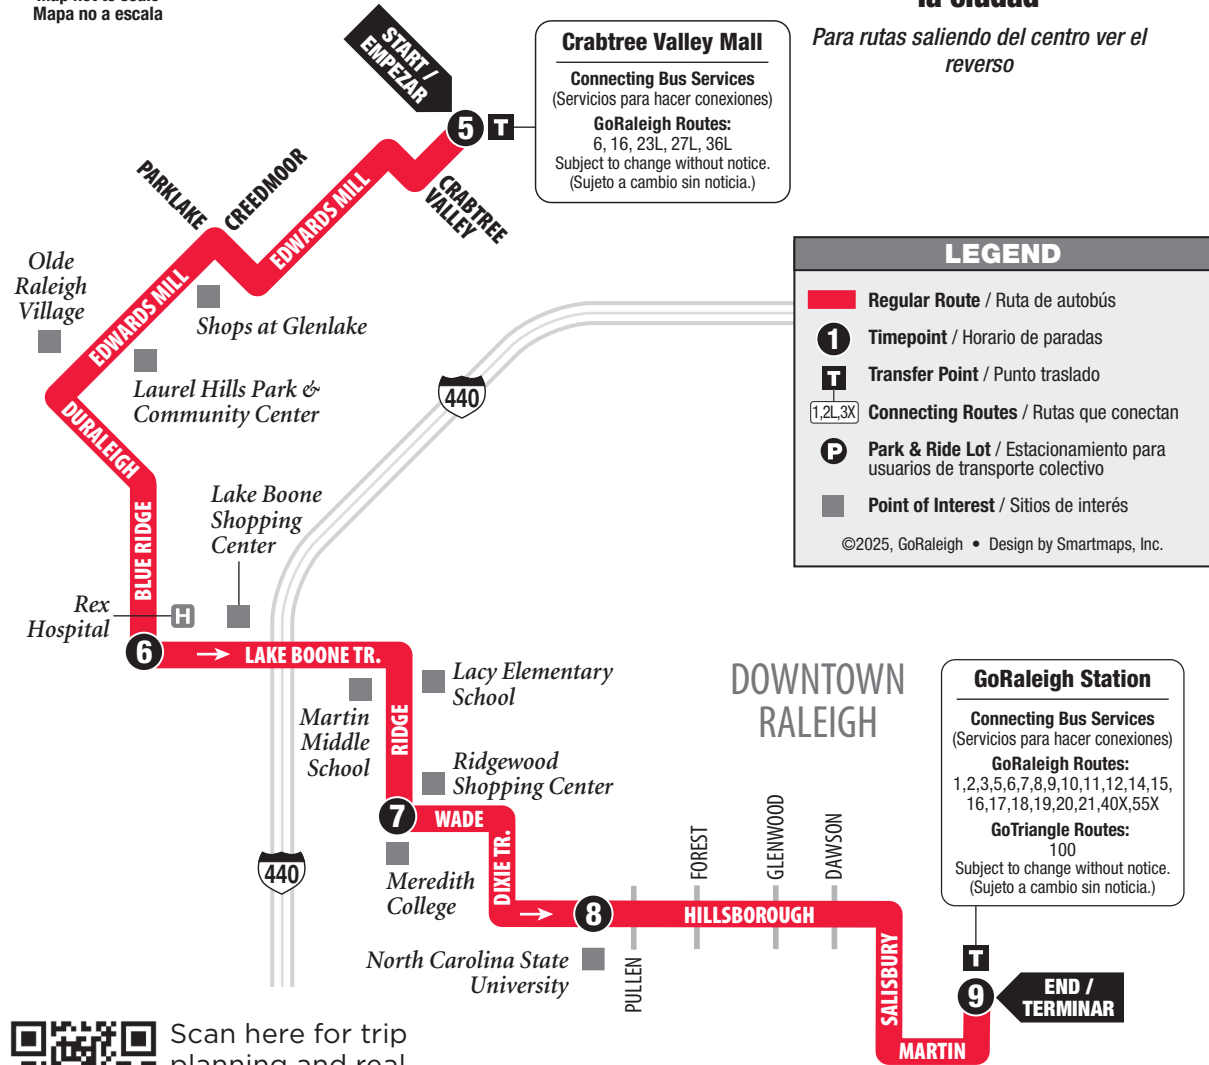 Mapa no a escala
la ciudad
Para rutas saliendo del centro ver el
reverso
START /
EMPEZAR
5
T
Crabtree Valley Mall
Connecting Bus Services
(Servicios para hacer conexiones)
GoRaleigh Routes:
6, 16, 23L, 27L, 36L
Subject to change without notice.
(Sujeto a cambio sin noticia.)
PARKLAKE
CREEDMOOR
EDWARDS MILL
CRABTREE
VALLEY
Olde
Raleigh
Village
EDWARDS MILL
Shops at Glenlake
Laurel Hills Park &
Community Center
DURALEIGH
440
LEGEND
Regular Route / Ruta de autobús
1
Timepoint / Horario de paradas
T
Transfer Point / Punto traslado
1,2L,3X
Connecting Routes / Rutas que conectan
P
Park & Ride Lot / Estacionamiento para
usuarios de transporte colectivo
Point of Interest / Sitios de interés
©2025, GoRaleigh • Design by Smartmaps, Inc.
BLUE RIDGE
Lake Boone
Shopping
Center
Rex
Hospital
H
6
→ LAKE BOONE TR.
Martin
Middle
School
RIDGE
Lacy Elementary
School
Ridgewood
Shopping Center
7
WADE
DIXIE TR.
Meredith
College
440
→
8
HILLSBOROUGH
North Carolina State
University
PULLEN
FOREST
GLENWOOD
DAWSON
DOWNTOWN
RALEIGH
GoRaleigh Station
Connecting Bus Services
(Servicios para hacer conexiones)
GoRaleigh Routes:
1,2,3,5,6,7,8,9,10,11,12,14,15,
16,17,18,19,20,21,40X,55X
GoTriangle Routes:
100
Subject to change without notice.
(Sujeto a cambio sin noticia.)
T
9
END /
TERMINAR
SALISBURY
MARTIN
Scan here for trip
planning and real